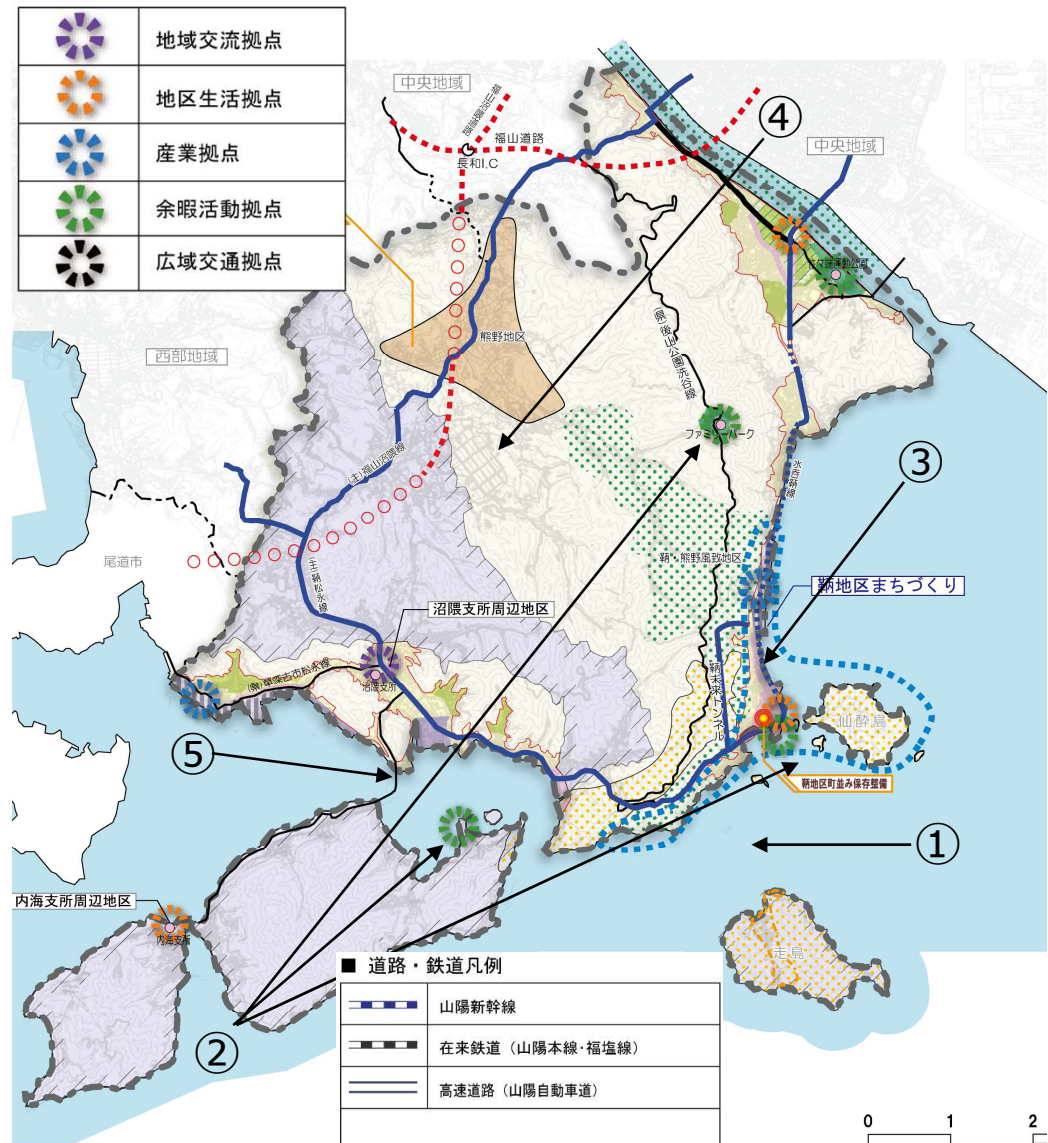 地域交流拠点
地区生活拠点
産業拠点
余暇活動拠点
広域交通拠点
中央地域
福山沼隈道路
福山道路
長和I.C
④
中央地域
熊野地区
西部地域
(県)後山公園洗谷線
ファミリーパーク
③
水呑鞆線
(主)福山沼隈線
尾道市
(主)鞆松永線
鞆・熊野風致地区
鞆地区まちづくり
沼隈支所周辺地区
沼隈支所
鞆未来トンネル
仙酔島
鞆地区町並み保存整備
⑤
①
内海支所周辺地区
内海支所
走島
②
■ 道路・鉄道凡例
山陽新幹線
在来鉄道（山陽本線・福塩線）
高速道路（山陽自動車道）
0 1 2